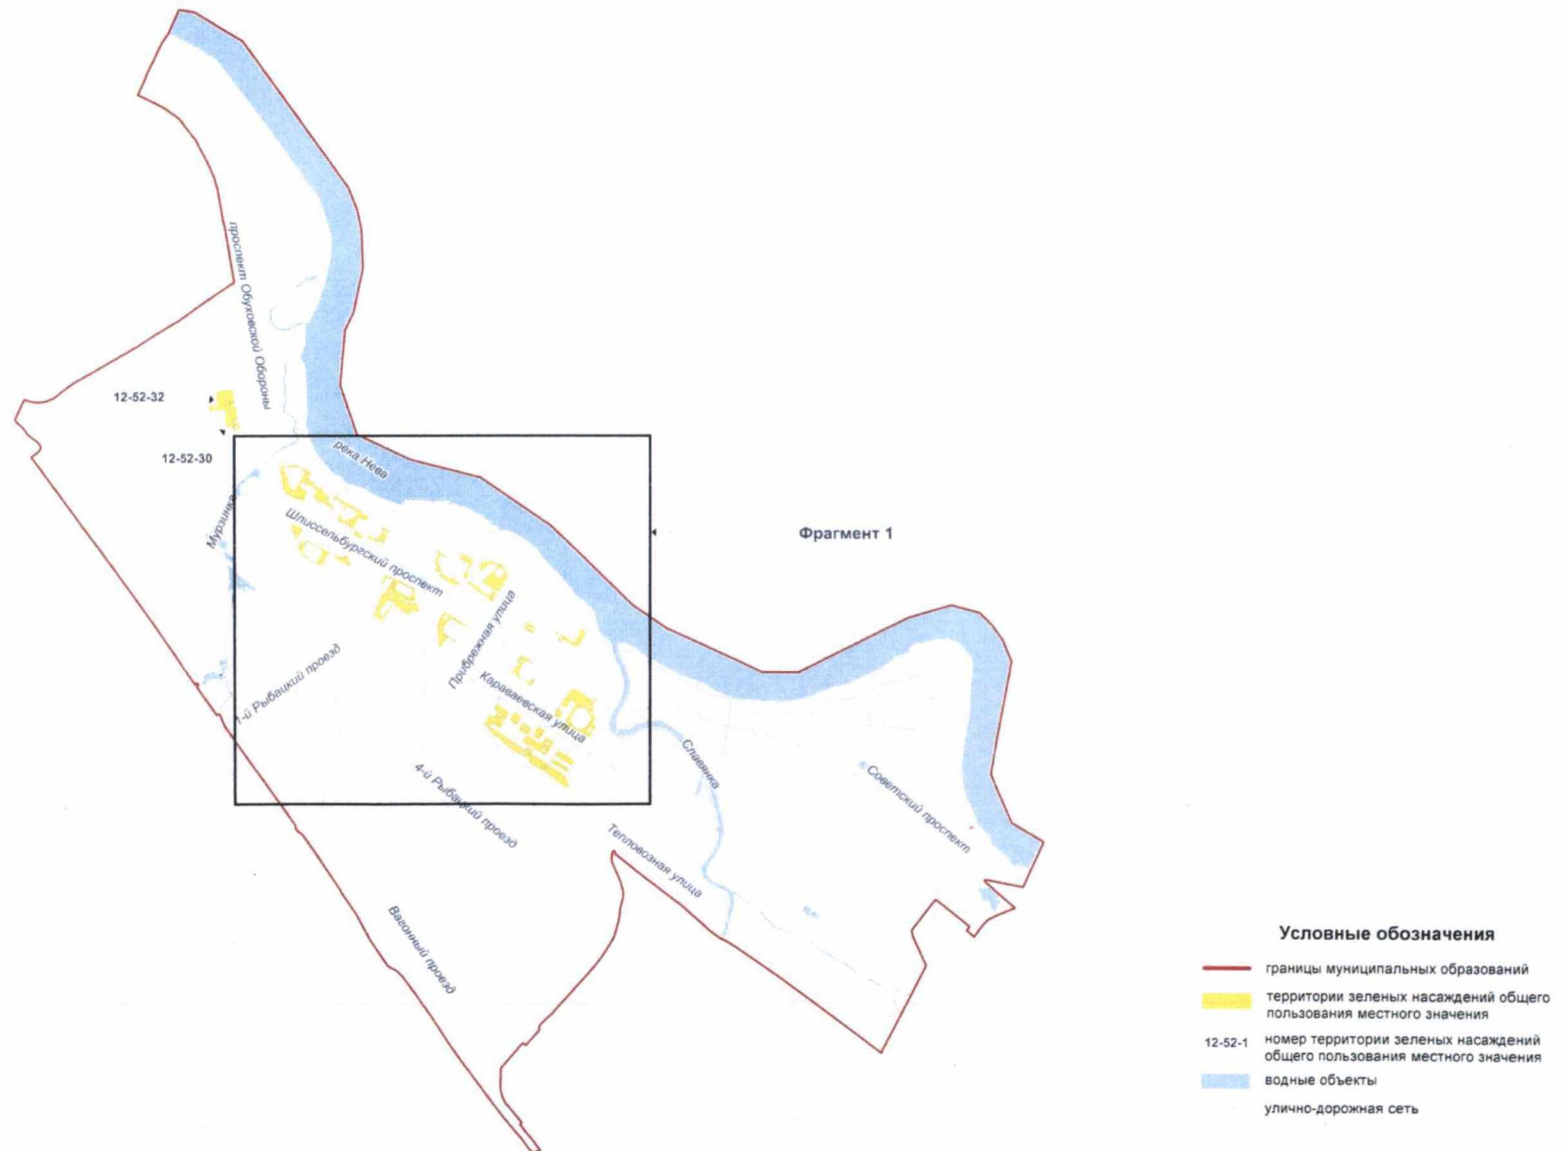 проспект Обуховской Обороны
12-52-32
12-52-30
река Нева
Мурзинка
Шлиссельбургский проспект
Фрагмент 1
Прибрежная улица
1-й Рыбацкий проезд
Караваевская улица
Славянка
4-й Рыбацкий проезд
Советский проспект
Тепловозная улица
Вагонный проезд
Условные обозначения
границы муниципальных образований
территории зеленых насаждений общего
пользования местного значения
12-52-1 номер территории зеленых насаждений
общего пользования местного значения
водные объекты
улично-дорожная сеть